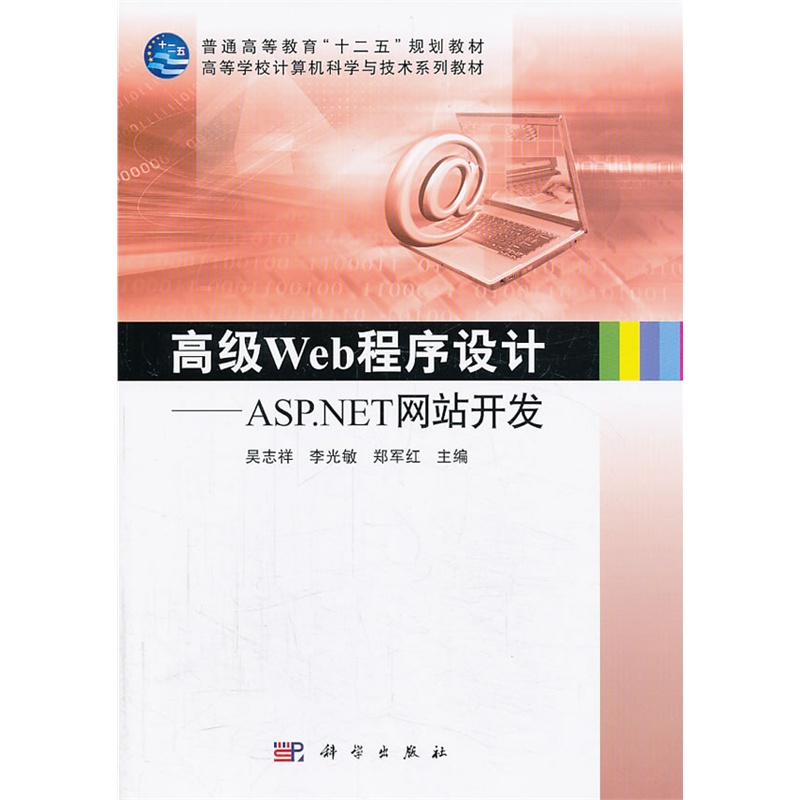 十二五
普通高等教育“十二五”规划教材
高等学校计算机科学与技术系列教材
高级Web程序设计
——ASP.NET网站开发
吴志祥 李光敏 郑军红 主编
科学出版社